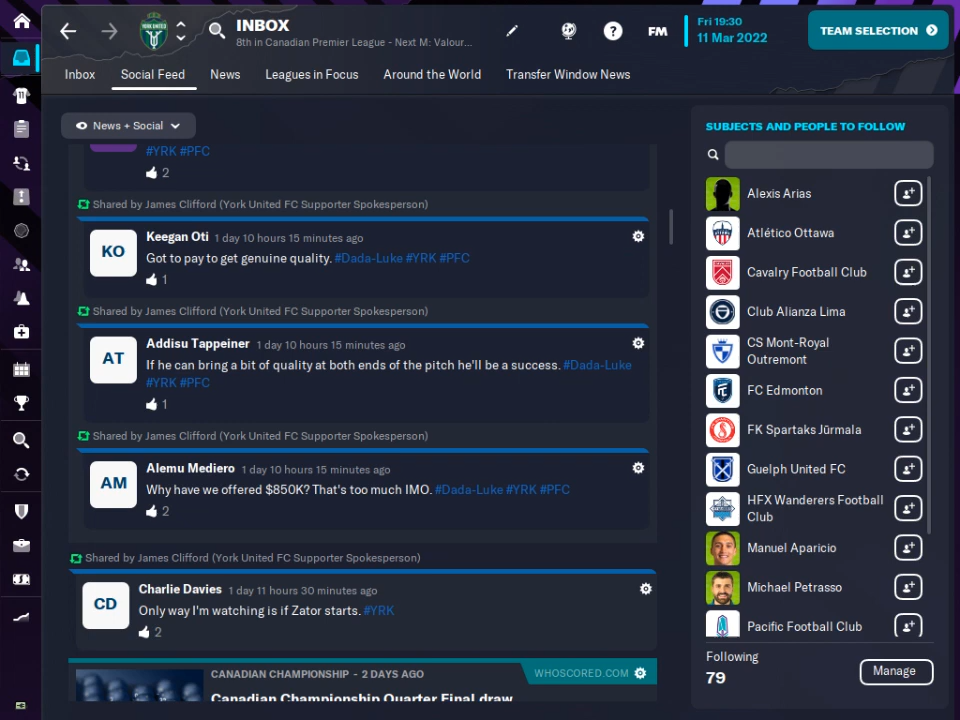 YORK UNITED
INBOX
8th in Canadian Premier League - Next M: Valour...
FM
Fri 19:30
11 Mar 2022
TEAM SELECTION
Inbox
Social Feed
News
Leagues in Focus
Around the World
Transfer Window News
News + Social
#YRK #PFC
2
Shared by James Clifford (York United FC Supporter Spokesperson)
KO
Keegan Oti 1 day 10 hours 15 minutes ago
Got to pay to get genuine quality. #Dada-Luke #YRK #PFC
1
Shared by James Clifford (York United FC Supporter Spokesperson)
AT
Addisu Tappeiner 1 day 10 hours 15 minutes ago
If he can bring a bit of quality at both ends of the pitch he'll be a success. #Dada-Luke
#YRK #PFC
1
Shared by James Clifford (York United FC Supporter Spokesperson)
AM
Alemu Mediero 1 day 10 hours 15 minutes ago
Why have we offered $850K? That's too much IMO. #Dada-Luke #YRK #PFC
2
Shared by James Clifford (York United FC Supporter Spokesperson)
CD
Charlie Davies 1 day 11 hours 30 minutes ago
Only way I'm watching is if Zator starts. #YRK
2
CANADIAN CHAMPIONSHIP - 2 DAYS AGO
WHOSCORED.COM
Canadian Championship Quarter Final draw
SUBJECTS AND PEOPLE TO FOLLOW
Alexis Arias
Atlético Ottawa
Cavalry Football Club
Club Alianza Lima
CS Mont-Royal
Outremont
FC Edmonton
FK Spartaks Jūrmala
Guelph United FC
HFX Wanderers Football
Club
Manuel Aparicio
Michael Petrasso
Pacific Football Club
Following
79
Manage